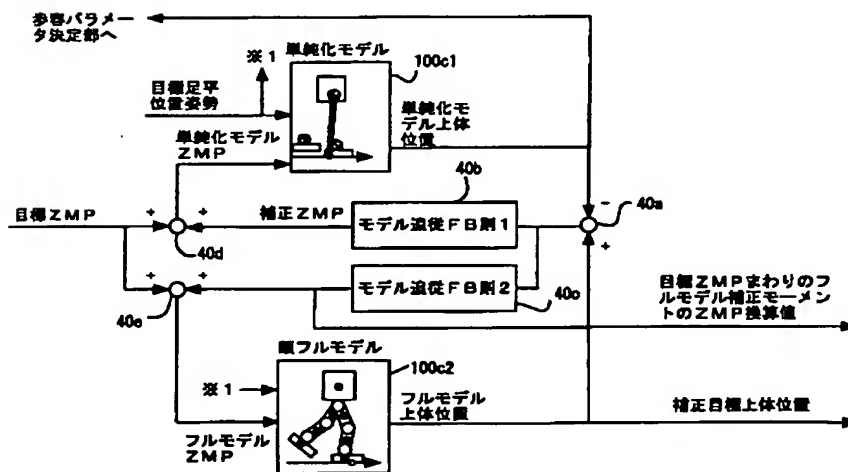 歩容パラメー
タ決定部へ
※1
単純化モデル
100c1
目標足平
位置姿勢
単純化モ
デル上体
位置
単純化モデル
ZMP
40b
目標ZMP
+
+
補正ZMP
モデル追従FB則1
-
40a
+
40d
+
+
モデル追従FB則2
40e
40c
目標ZMPまわりのフ
ルモデル補正モーメン
トのZMP換算値
順フルモデル
100c2
※1
フルモデル
上体位置
補正目標上体位置
フルモデル
ZMP